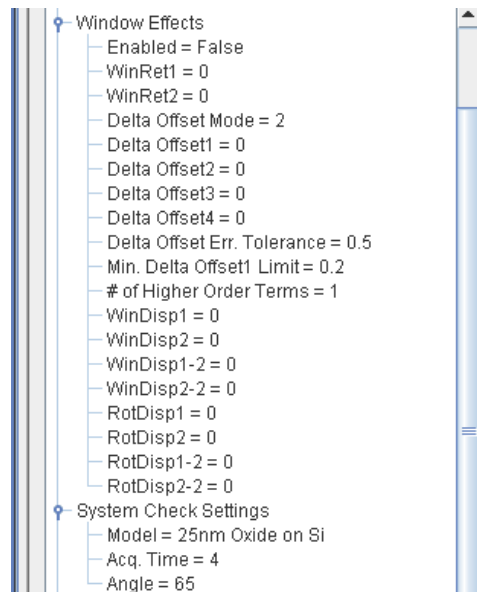 Window Effects
Enabled = False
WinRet1 = 0
WinRet2 = 0
Delta Offset Mode = 2
Delta Offset1 = 0
Delta Offset2 = 0
Delta Offset3 = 0
Delta Offset4 = 0
Delta Offset Err. Tolerance = 0.5
Min. Delta Offset1 Limit = 0.2
# of Higher Order Terms = 1
WinDisp1 = 0
WinDisp2 = 0
WinDisp1-2 = 0
WinDisp2-2 = 0
RotDisp1 = 0
RotDisp2 = 0
RotDisp1-2 = 0
RotDisp2-2 = 0
System Check Settings
Model = 25nm Oxide on Si
Acq. Time = 4
Angle = 65